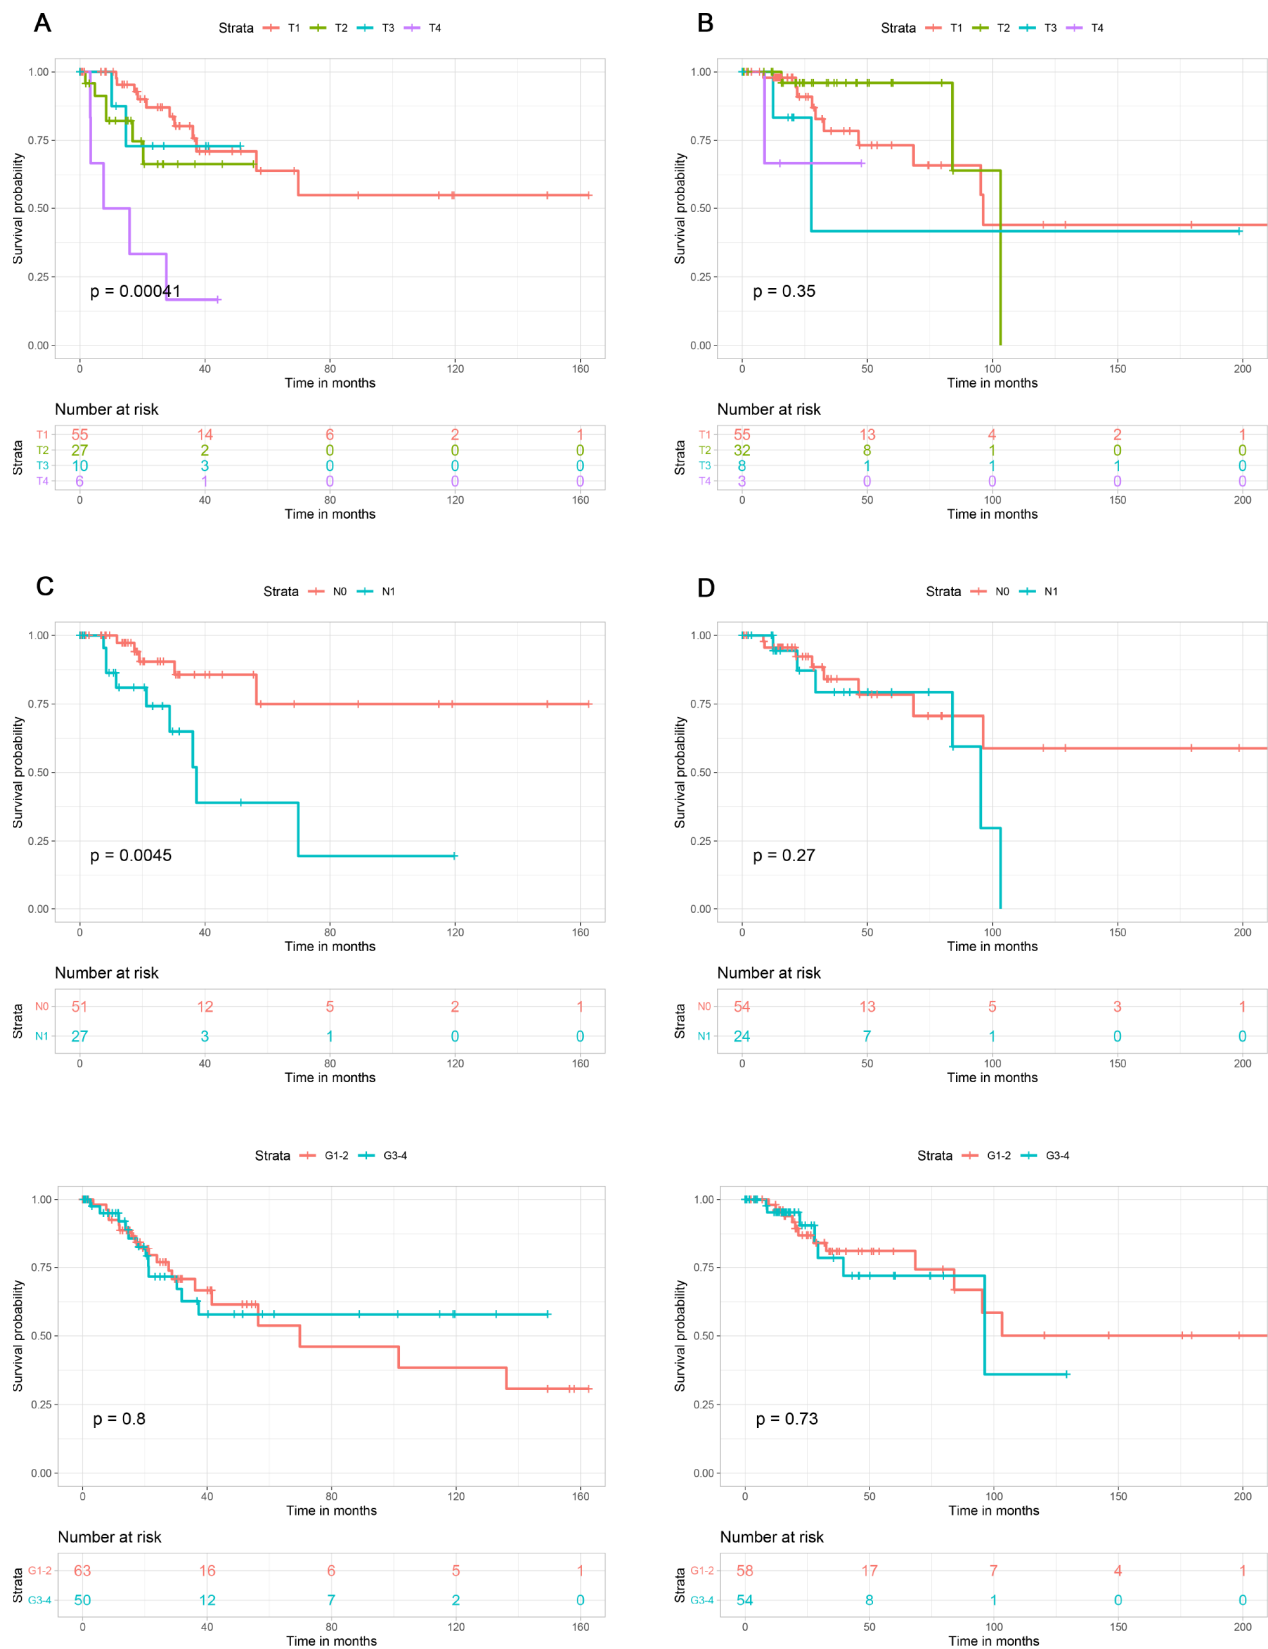 A
Strata T1 T2 T3 T4
1.00
0.75
0.50
0.25
0.00
Survival probability
p = 0.00041
0 40 80 120 160
Time in months
Number at risk
Strata
T1 55 14 6 2 1
T2 27 2 0 0 0
T3 10 3 0 0 0
T4 6 1 0 0 0
0 40 80 120 160
Time in months
B
Strata T1 T2 T3 T4
1.00
0.75
0.50
0.25
0.00
Survival probability
p = 0.35
0 50 100 150 200
Time in months
Number at risk
Strata
T1 55 13 4 2 1
T2 32 8 1 0 0
T3 8 1 1 1 0
T4 3 0 0 0 0
0 50 100 150 200
Time in months
C
Strata N0 N1
1.00
0.75
0.50
0.25
0.00
Survival probability
p = 0.0045
0 40 80 120 160
Time in months
Number at risk
Strata
N0 51 12 5 2 1
N1 27 3 1 0 0
0 40 80 120 160
Time in months
D
Strata N0 N1
1.00
0.75
0.50
0.25
0.00
Survival probability
p = 0.27
0 50 100 150 200
Time in months
Number at risk
Strata
N0 54 13 5 3 1
N1 24 7 1 0 0
0 50 100 150 200
Time in months
Strata G1-2 G3-4
1.00
0.75
0.50
0.25
0.00
Survival probability
p = 0.8
0 40 80 120 160
Time in months
Number at risk
Strata
G1-2 63 16 6 5 1
G3-4 50 12 7 2 0
0 40 80 120 160
Time in months
Strata G1-2 G3-4
1.00
0.75
0.50
0.25
0.00
Survival probability
p = 0.73
0 50 100 150 200
Time in months
Number at risk
Strata
G1-2 58 17 7 4 1
G3-4 54 8 1 0 0
0 50 100 150 200
Time in months